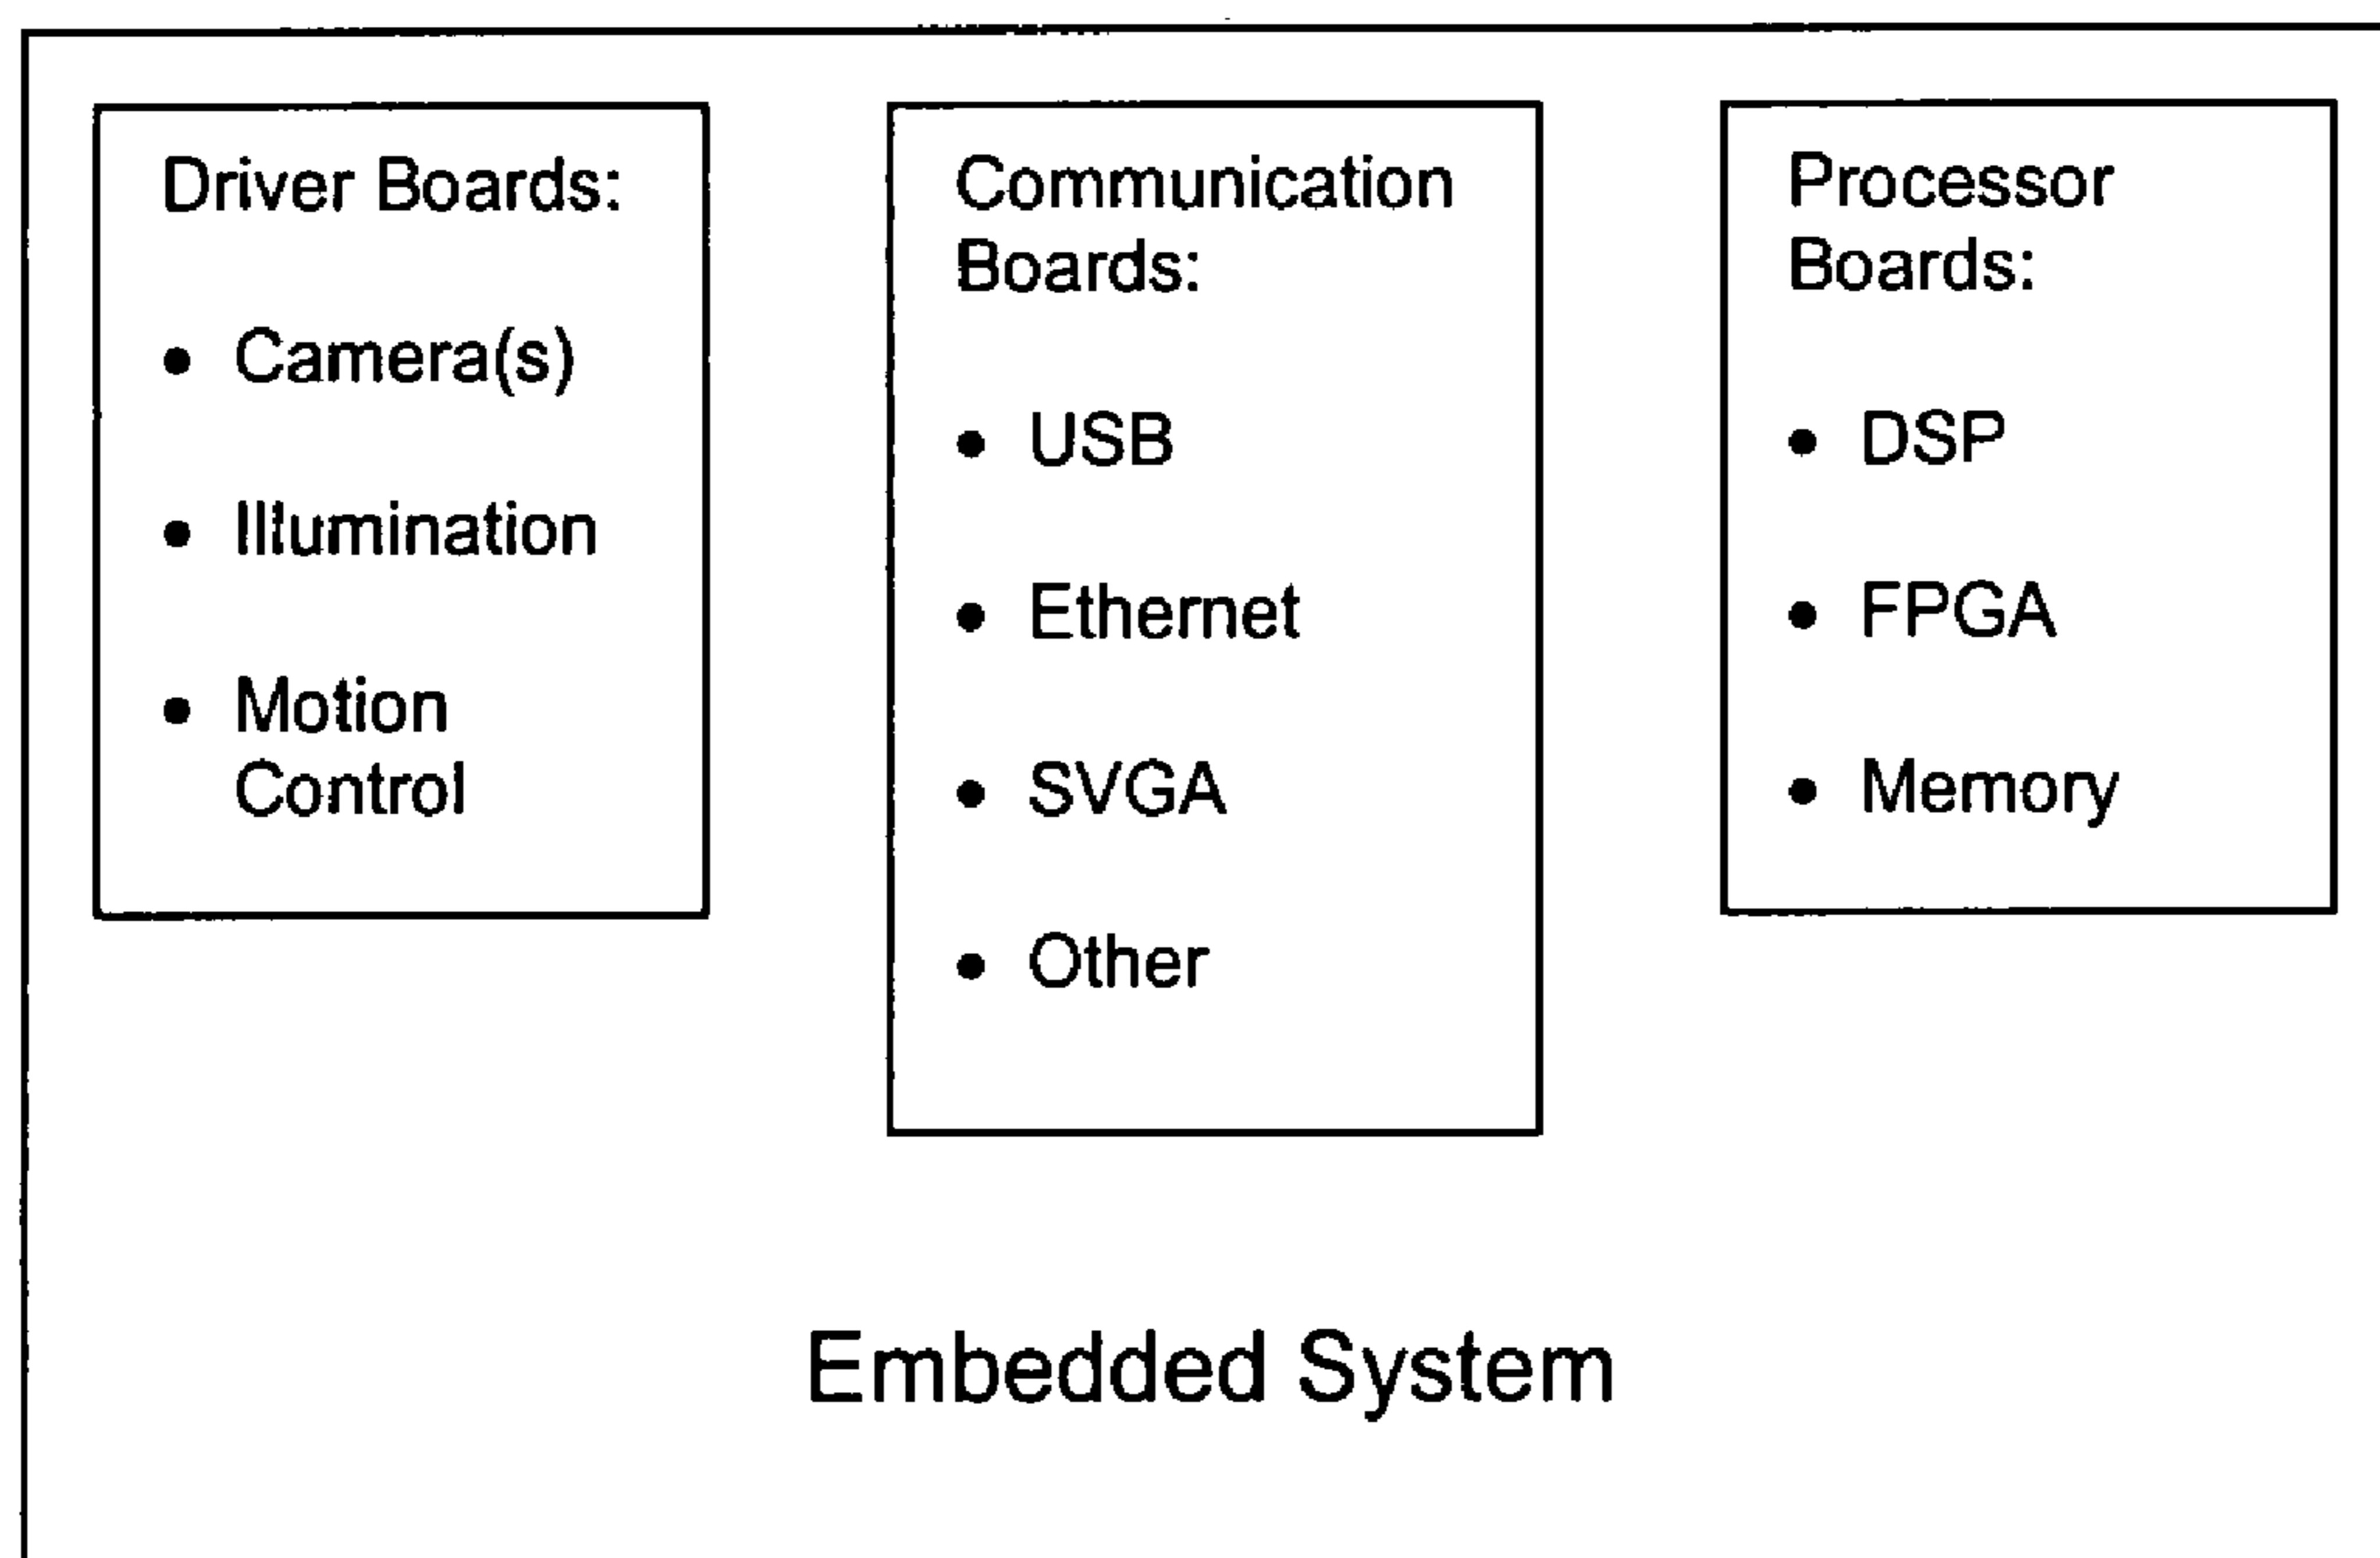 Driver Boards:
• Camera(s)
• Illumination
• Motion
Control
Communication
Boards:
• USB
• Ethernet
• SVGA
• Other
Processor
Boards:
• DSP
• FPGA
• Memory
Embedded System